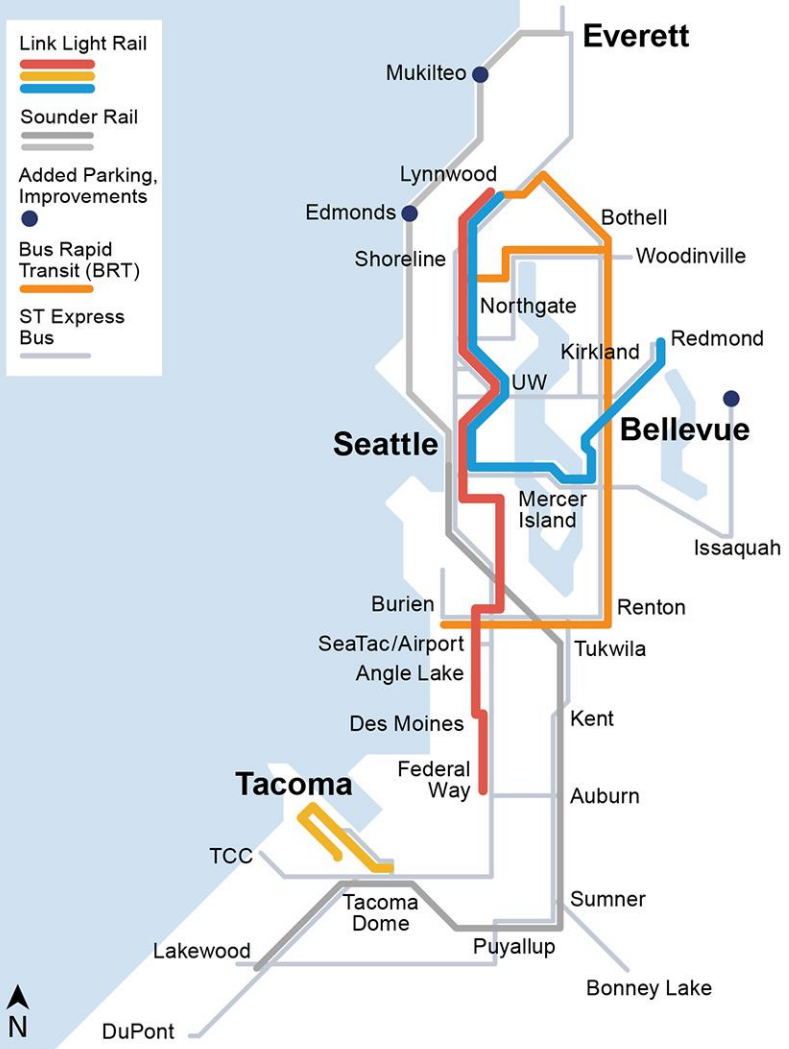 Link Light Rail
Sounder Rail
Added Parking,
Improvements
Bus Rapid
Transit (BRT)
ST Express
Bus
Everett
Mukilteo
Lynnwood
Edmonds
Bothell
Shoreline
Woodinville
Northgate
Kirkland
Redmond
UW
Seattle
Bellevue
Mercer
Island
Issaquah
Burien
Renton
SeaTac/Airport
Tukwila
Angle Lake
Des Moines
Kent
Federal
Way
Tacoma
Auburn
TCC
Tacoma
Dome
Sumner
Puyallup
Lakewood
Bonney Lake
N
DuPont